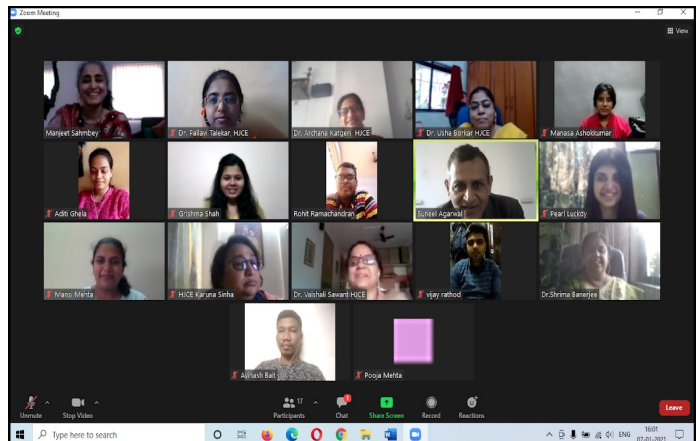 Zoom Meeting
View
Manjeet Sahmbey
Dr. Pallavi Talekar, HJCE
Dr. Archana Katgeri HJCE
Dr. Usha Borkar HJCE
Manasa Ashokkumar
Aditi Ghela
Grishma Shah
Rohit Ramachandran
Suneel Agarwal
Pearl Luckdy
Mansi Mehta
HJCE Karuna Sinha
Dr. Vaishali Sawant HJCE
vijay rathod
Dr.Shrima Banerjee
Avinash Bait
Pooja Mehta
Unmute
Stop Video
17
Participants
1
Chat
Share Screen
Record
Reactions
Leave
Type here to search
ENG
16:01
07-01-2021